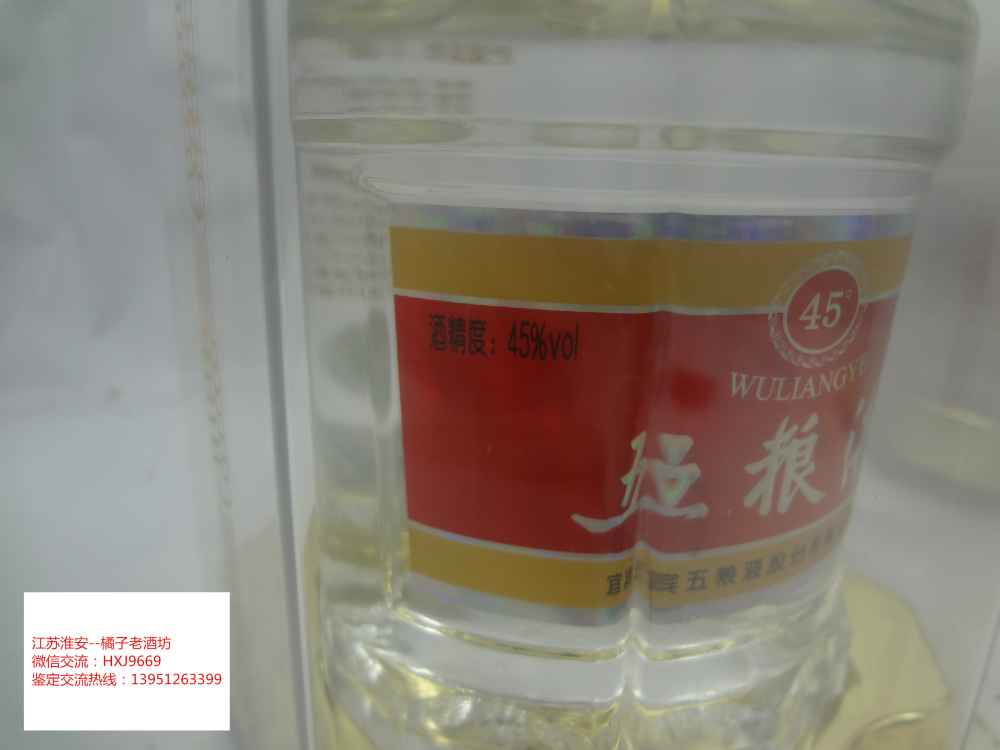 45°
酒精度：45%vol
WULIANGYE
五粮
五粮液股份
江苏淮安--橘子老酒坊
微信交流：HXJ9669
鉴定交流热线：13951263399